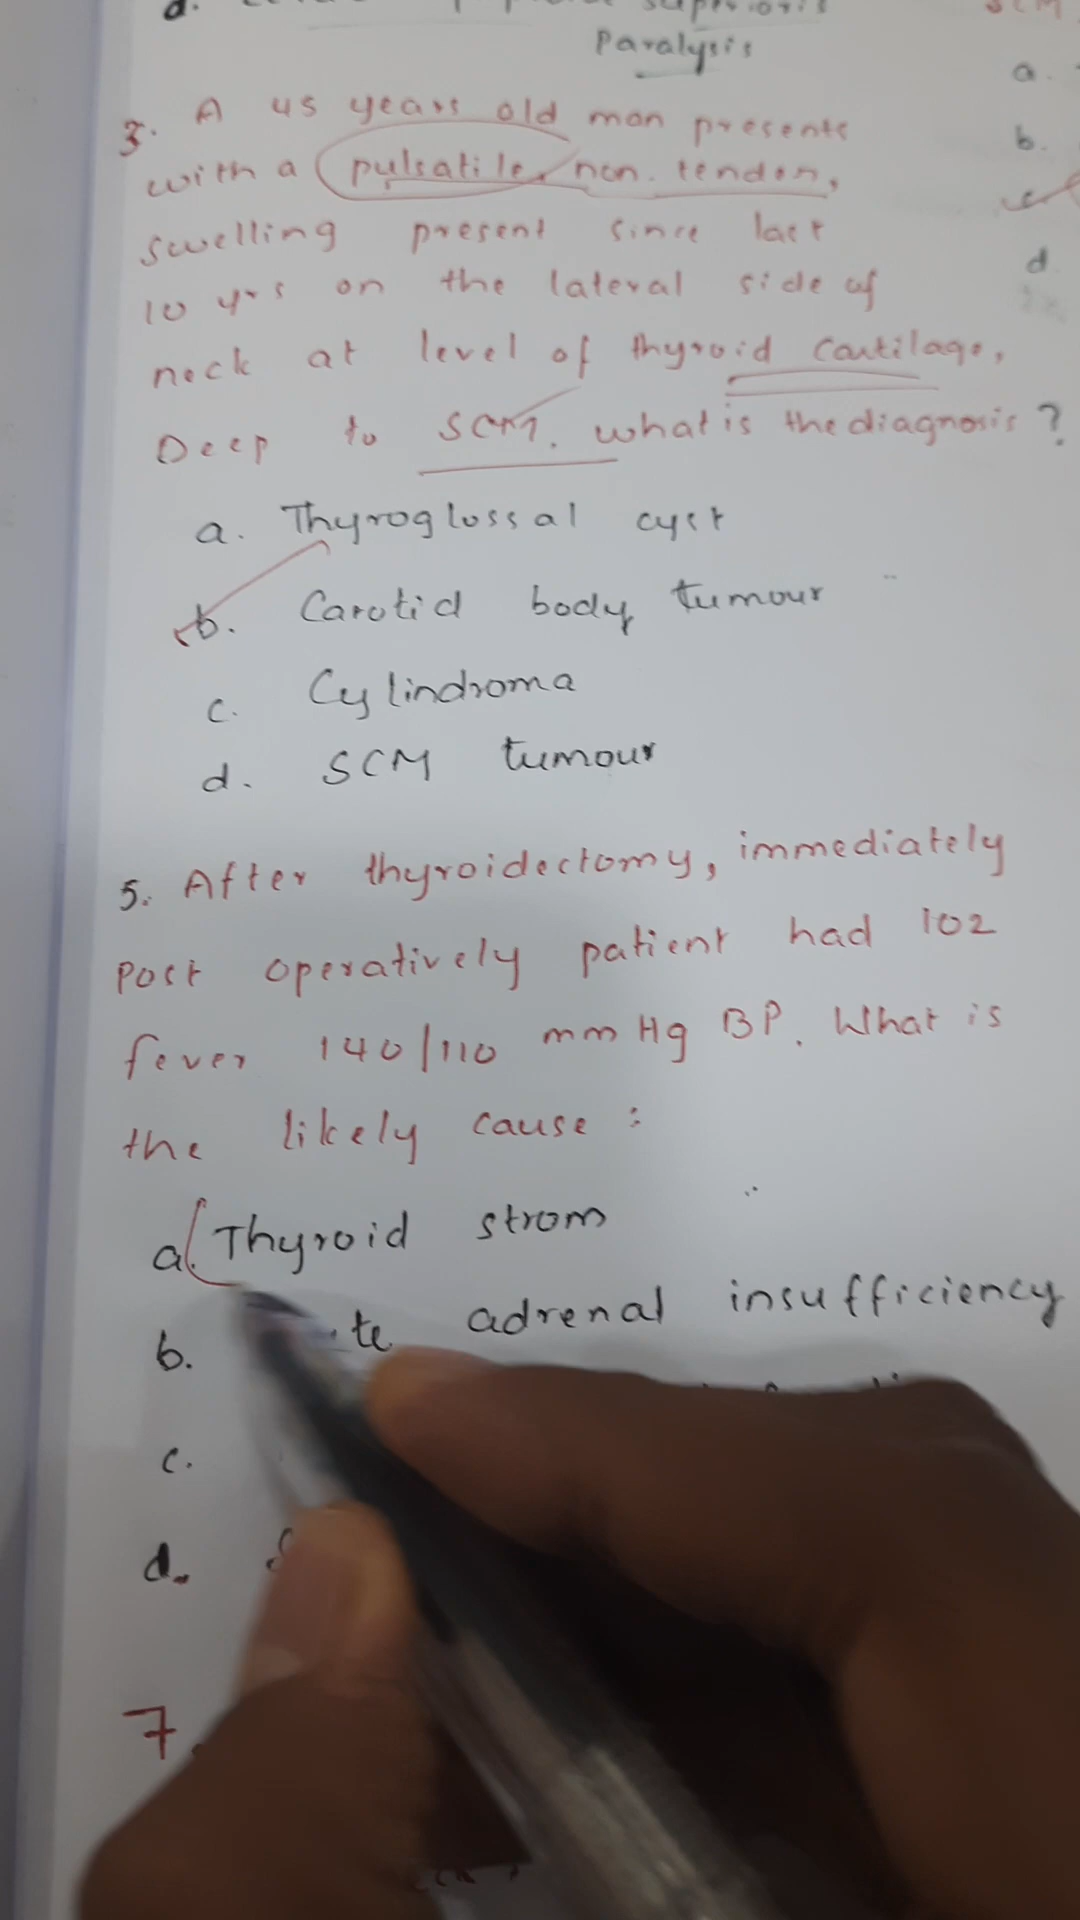 d.
Paralysis
3. A 45 years old man presents
with a pulsatile, non. tender,
swelling present since last
10 yrs on the lateral side of
neck at level of thyroid cartilage,
Deep to SCM. what is the diagnosis ?
a. Thyroglossal cyst
b. Carotid body tumour
c. Cylindroma
d. SCM tumour
5. After thyroidectomy, immediately
Post operatively patient had 102
fever 140/110 mm Hg BP. What is
the likely cause :
a. Thyroid strom
b. te adrenal insufficiency
c.
d.
7.
SCM
a.
b.
c
d